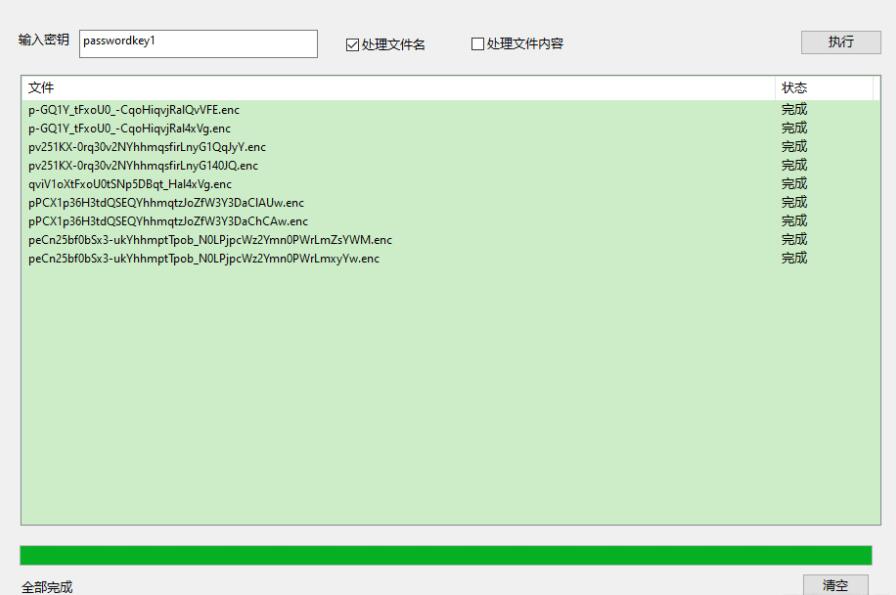 输入密钥 passwordkey1 处理文件名 处理文件内容 执行
文件 状态
p-GQ1Y_tFxoU0_-CqoHiqvjRaIQvVFE.enc 完成
p-GQ1Y_tFxoU0_-CqoHiqvjRaI4xVg.enc 完成
pv251KX-0rq30v2NYhhmqsfirLnyG1QqJyY.enc 完成
pv251KX-0rq30v2NYhhmqsfirLnyG140JQ.enc 完成
qviV1oXtFxoU0tSNp5DBqt_HaI4xVg.enc 完成
pPCX1p36H3tdQSEQYhhmqtzJoZfW3Y3DaClAUw.enc 完成
pPCX1p36H3tdQSEQYhhmqtzJoZfW3Y3DaChCAw.enc 完成
peCn25bf0bSx3-ukYhhmptTpob_N0LPjpcWz2Ymn0PWrLmZsYWM.enc 完成
peCn25bf0bSx3-ukYhhmptTpob_N0LPjpcWz2Ymn0PWrLmxyYw.enc 完成
全部完成 清空